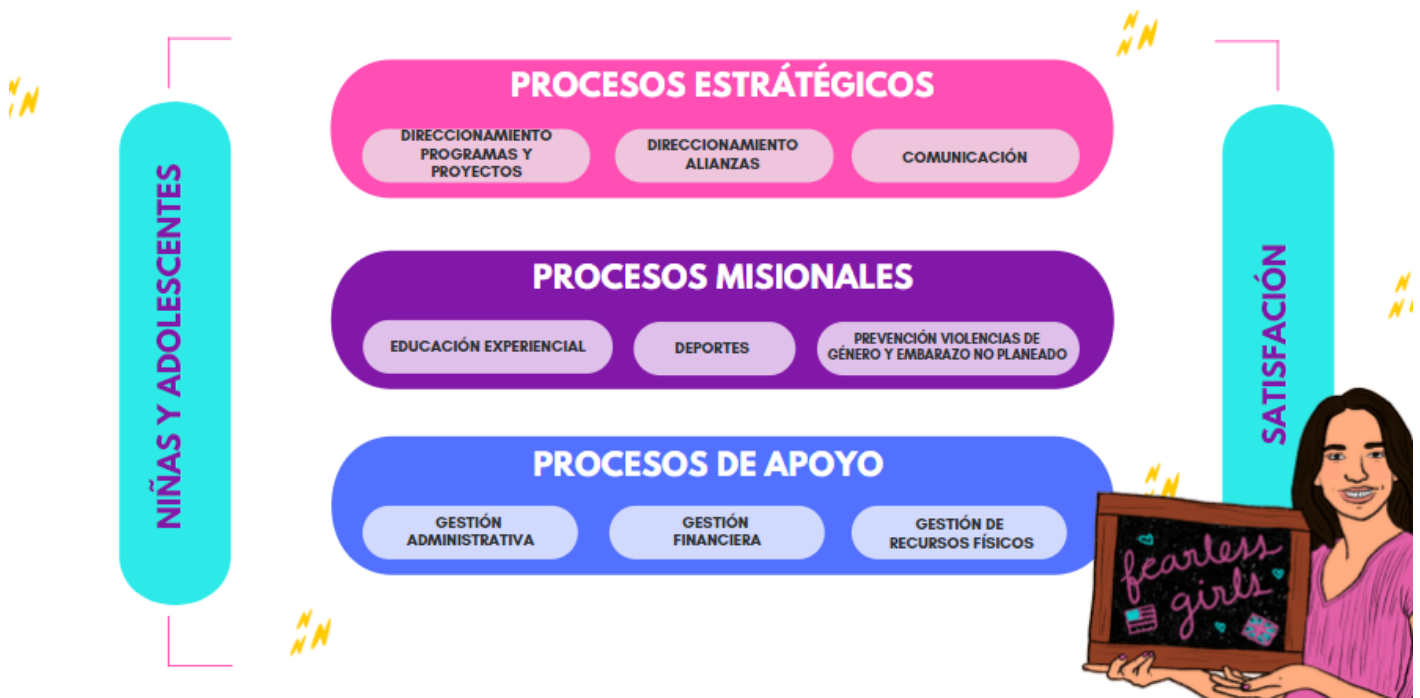 NIÑAS Y ADOLESCENTES
PROCESOS ESTRÁTÉGICOS
DIRECCIONAMIENTO
PROGRAMAS Y
PROYECTOS
DIRECCIONAMIENTO
ALIANZAS
COMUNICACIÓN
PROCESOS MISIONALES
EDUCACIÓN EXPERIENCIAL
DEPORTES
PREVENCIÓN VIOLENCIAS DE
GÉNERO Y EMBARAZO NO PLANEADO
PROCESOS DE APOYO
GESTIÓN
ADMINISTRATIVA
GESTIÓN
FINANCIERA
GESTIÓN DE
RECURSOS FÍSICOS
SATISFACIÓN
fearless
girls